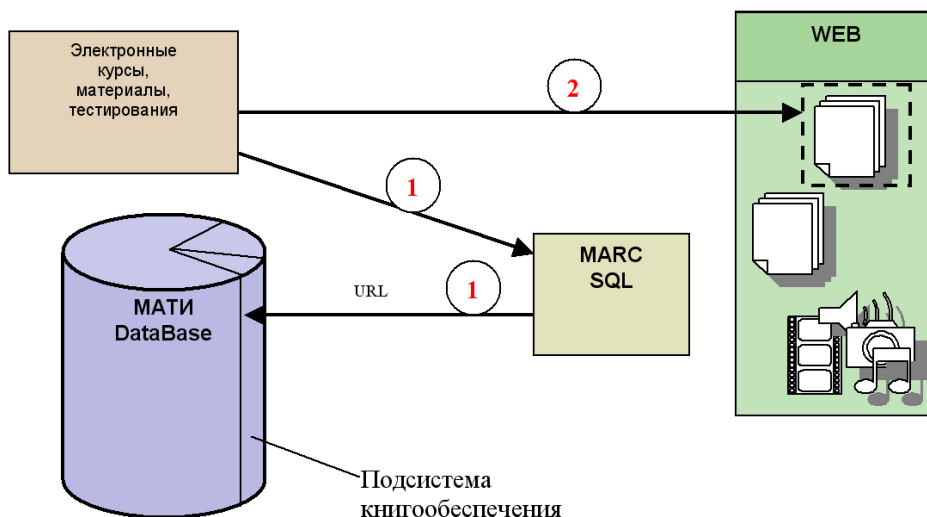 Электронные
курсы,
материалы,
тестирования
WEB
2
1
MARC
SQL
URL
1
МАТИ
DataBase
Подсистема
книгообеспечения